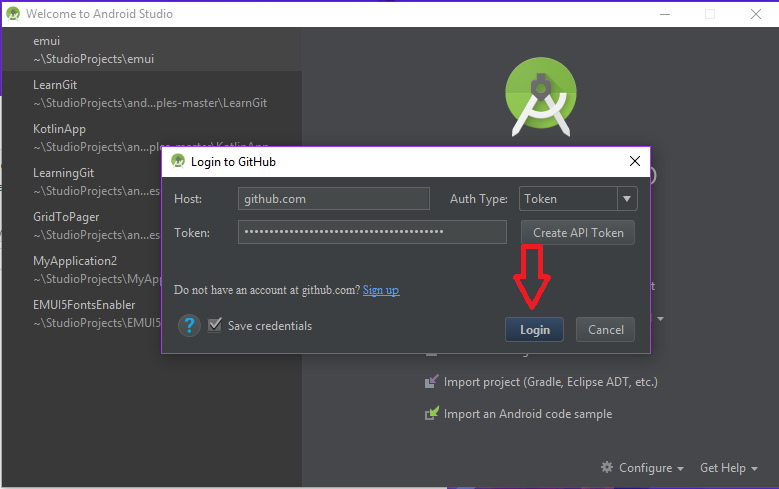 Welcome to Android Studio
emui
~\StudioProjects\emui
LearnGit
~\StudioProjects\and...ples-master\LearnGit
KotlinApp
~\StudioProjects\an...ples-master\KotlinApp
LearningGit
~\StudioProjects\an...es
GridToPager
~\StudioProjects\an...es
MyApplication2
~\StudioProjects\MyAp
EMUI5FontsEnabler
~\StudioProjects\EMUI5
Login to GitHub
Host:
github.com
Auth Type:
Token
Token:
••••••••••••••••••••••••••••••••••••••••
Create API Token
Do not have an account at github.com? Sign up
? Save credentials
Login
Cancel
Import project (Gradle, Eclipse ADT, etc.)
Import an Android code sample
Configure
Get Help